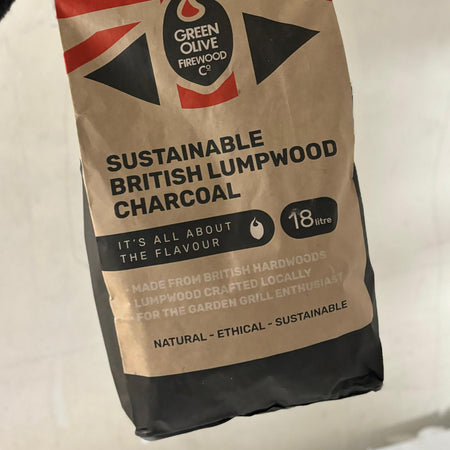 GREEN
OLIVE
FIREWOOD
Cº
SUSTAINABLE
BRITISH LUMPWOOD
CHARCOAL
IT'S ALL ABOUT
THE FLAVOUR
18 litre
- MADE FROM BRITISH HARDWOODS
- LUMPWOOD CRAFTED LOCALLY
- FOR THE GARDEN GRILL ENTHUSIAST
NATURAL - ETHICAL - SUSTAINABLE